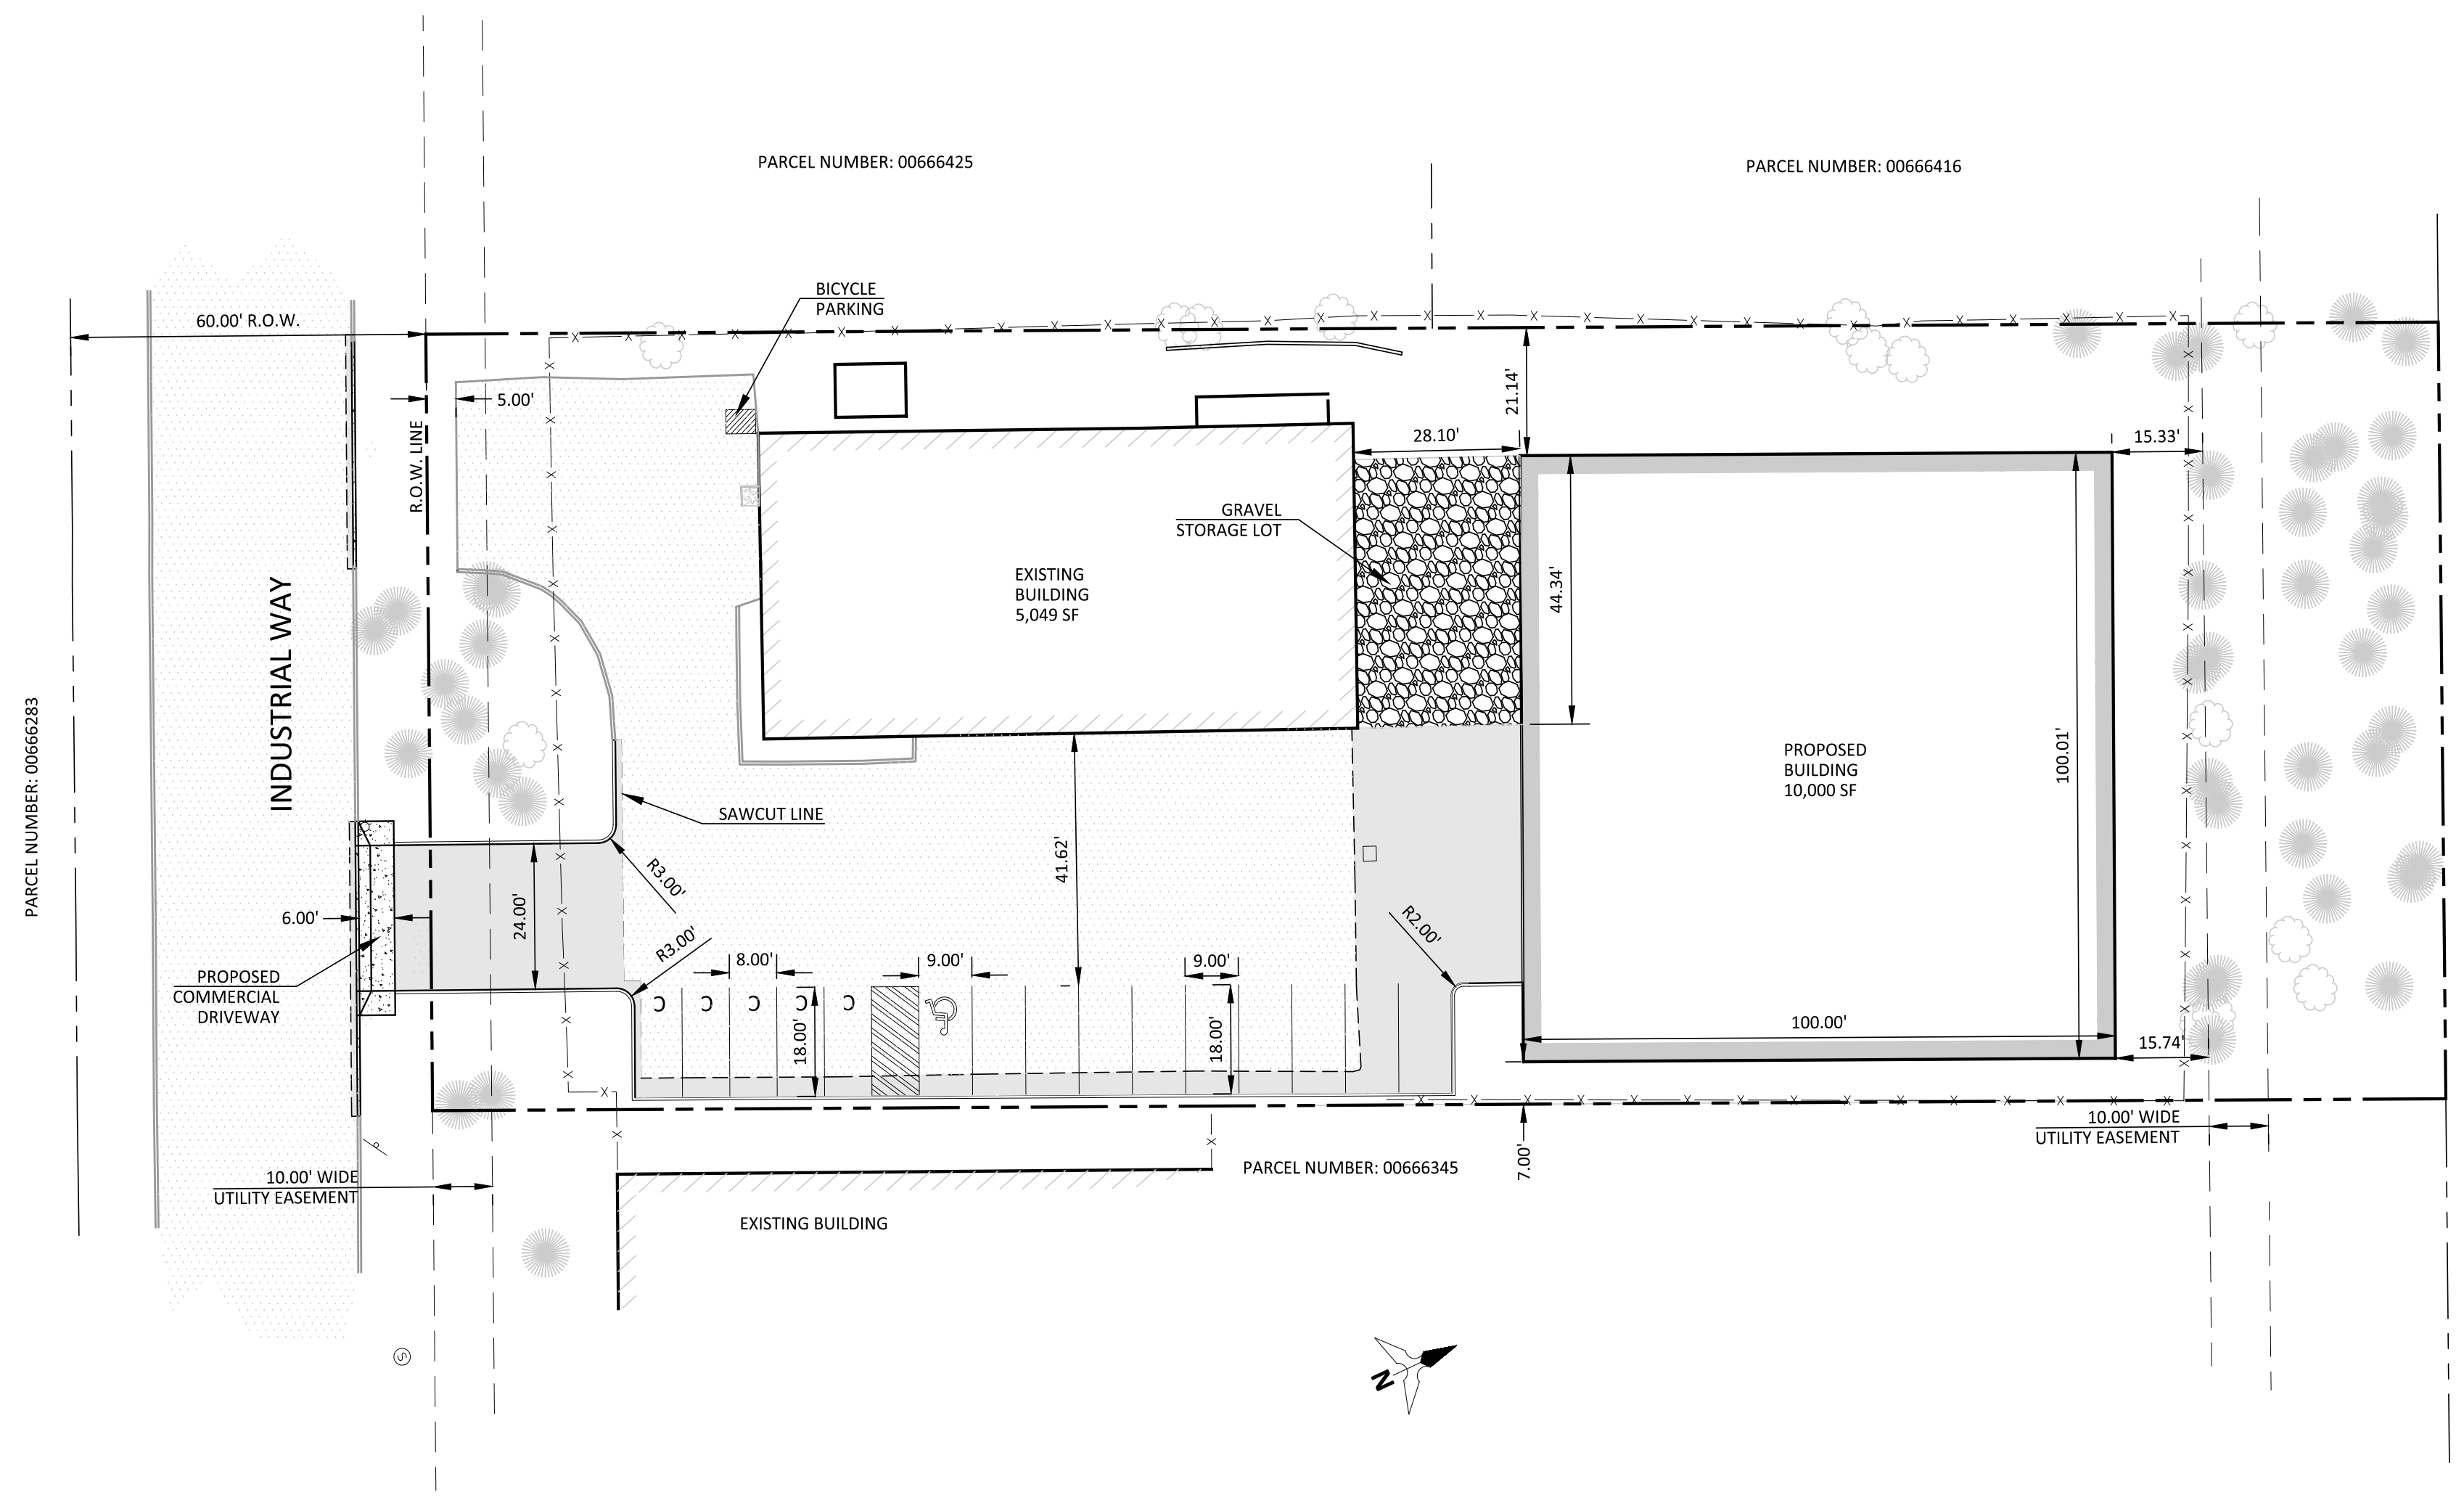 PARCEL NUMBER: 00666425
PARCEL NUMBER: 00666416
BICYCLE
PARKING
60.00' R.O.W.
5.00'
R.O.W. LINE
21.14'
28.10'
15.33'
GRAVEL
STORAGE LOT
EXISTING
BUILDING
5,049 SF
44.34'
INDUSTRIAL WAY
PARCEL NUMBER: 00666283
PROPOSED
BUILDING
10,000 SF
100.01'
SAWCUT LINE
R3.00'
41.62'
24.00'
6.00'
R3.00'
R2.00'
8.00'
9.00'
9.00'
PROPOSED
COMMERCIAL
DRIVEWAY
C
C
C
C
C
18.00'
18.00'
100.00'
15.74'
10.00' WIDE
UTILITY EASEMENT
7.00'
PARCEL NUMBER: 00666345
10.00' WIDE
UTILITY EASEMENT
P
EXISTING BUILDING
S
N